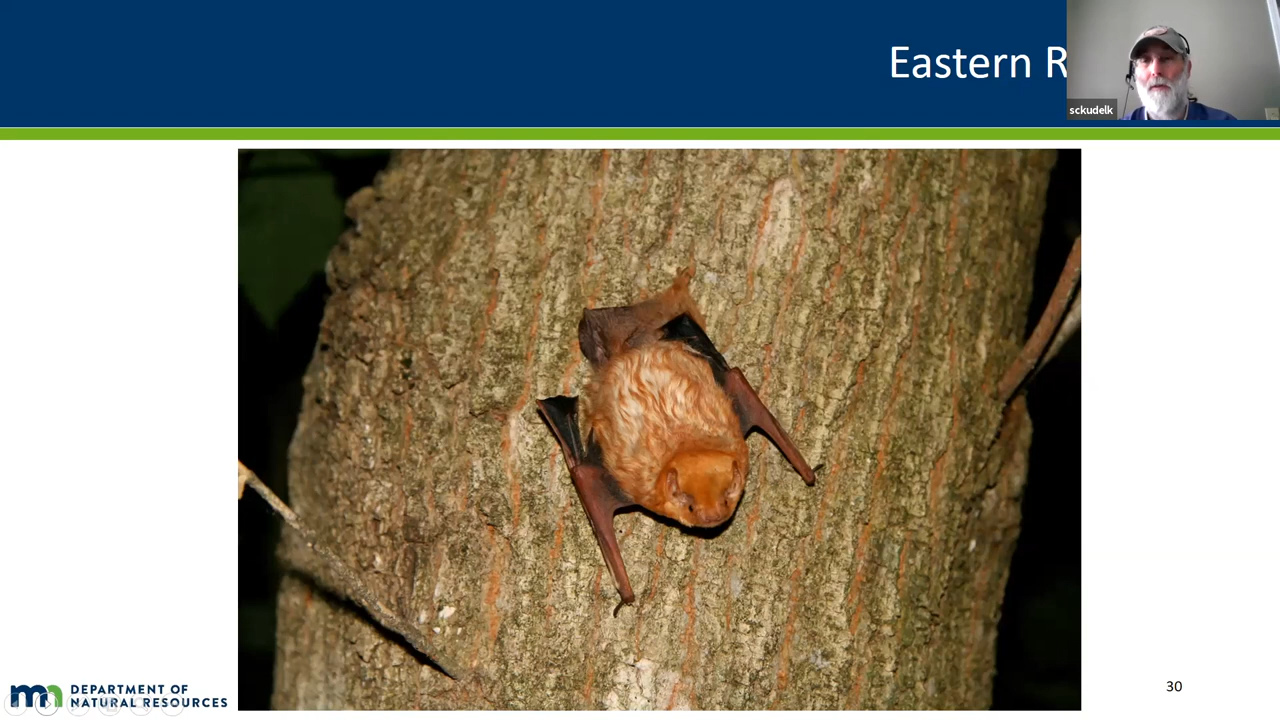 Eastern R
sckudelk
DEPARTMENT OF
NATURAL RESOURCES
30